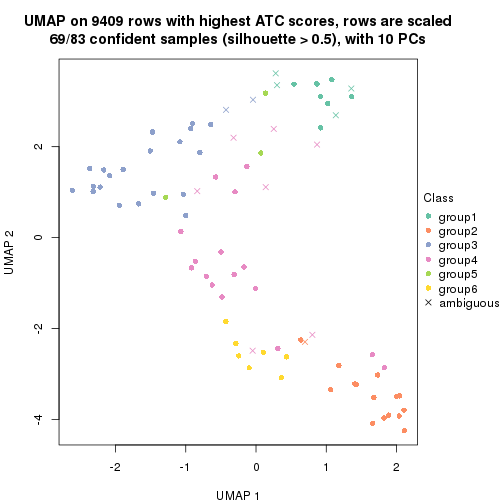 UMAP on 9409 rows with highest ATC scores, rows are scaled
69/83 confident samples (silhouette > 0.5), with 10 PCs
UMAP 2
2
0
-2
-4
-2
-1
0
1
2
UMAP 1
Class
group1
group2
group3
group4
group5
group6
ambiguous